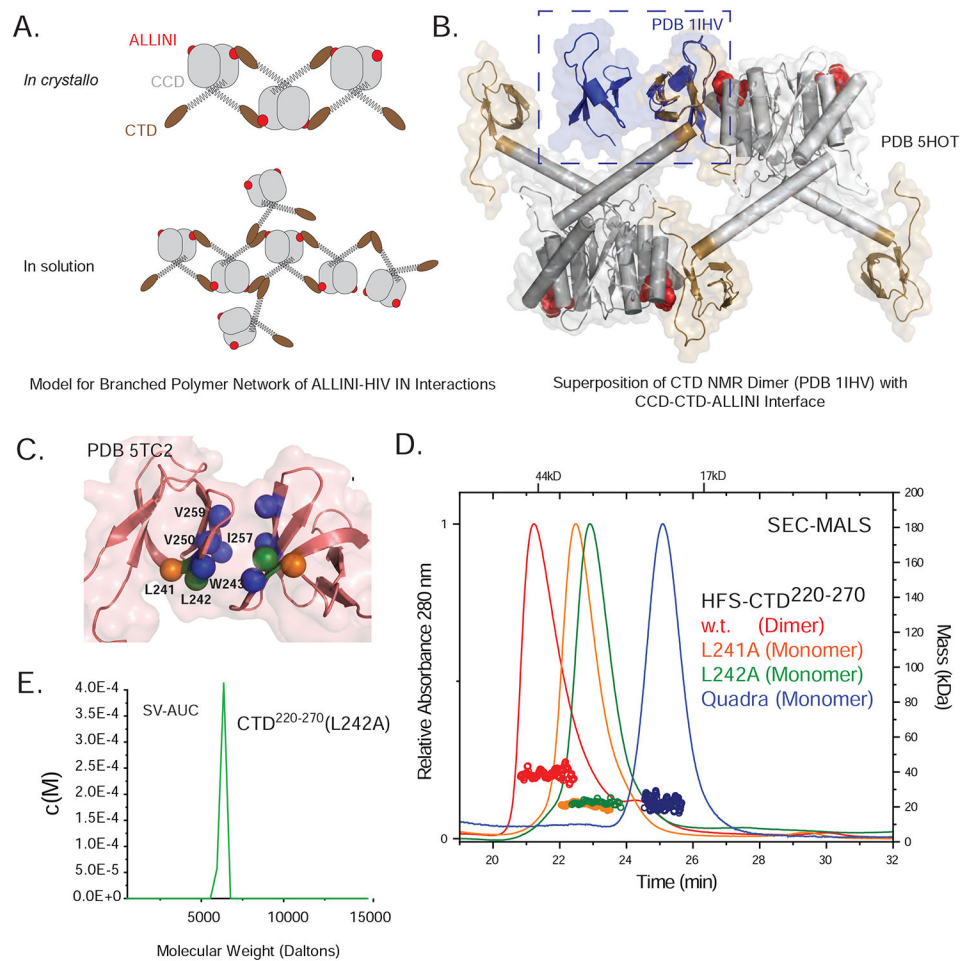 A.
ALLINI
In crystallo
CCD
CTD
In solution
Model for Branched Polymer Network of ALLINI-HIV IN Interactions
B.
PDB 1IHV
PDB 5HOT
Superposition of CTD NMR Dimer (PDB 1IHV) with
CCD-CTD-ALLINI Interface
C.
PDB 5TC2
V259
V250
I257
L241
W243
L242
D.
44kD
17kD
SEC-MALS
HFS-CTD220-270
w.t. (Dimer)
L241A (Monomer)
L242A (Monomer)
Quadra (Monomer)
Relative Absorbance 280 nm
1
0
Mass (kDa)
200
180
160
140
120
100
80
60
40
20
0
20
22
24
26
28
30
32
Time (min)
E.
SV-AUC
CTD220-270(L242A)
c(M)
4.0E-4
3.5E-4
3.0E-4
2.5E-4
2.0E-4
1.5E-4
1.0E-4
5.0E-5
0.0E+0
5000
10000
15000
Molecular Weight (Daltons)